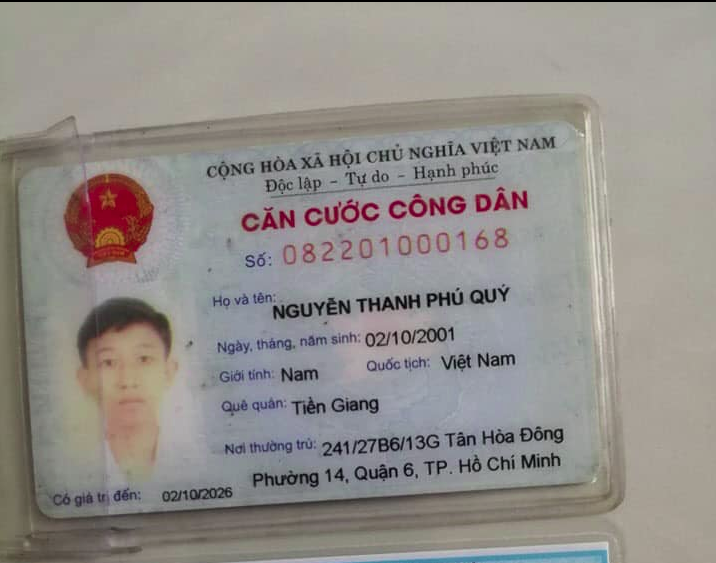 CỘNG HÒA XÃ HỘI CHỦ NGHĨA VIỆT NAM
Độc lập - Tự do - Hạnh phúc
CĂN CƯỚC CÔNG DÂN
Số: 082201000168
Họ và tên: NGUYỄN THANH PHÚ QUÝ
Ngày, tháng, năm sinh: 02/10/2001
Giới tính: Nam Quốc tịch: Việt Nam
Quê quán: Tiền Giang
Nơi thường trú: 241/27B6/13G Tân Hòa Đông
Phường 14, Quận 6, TP. Hồ Chí Minh
Có giá trị đến: 02/10/2026